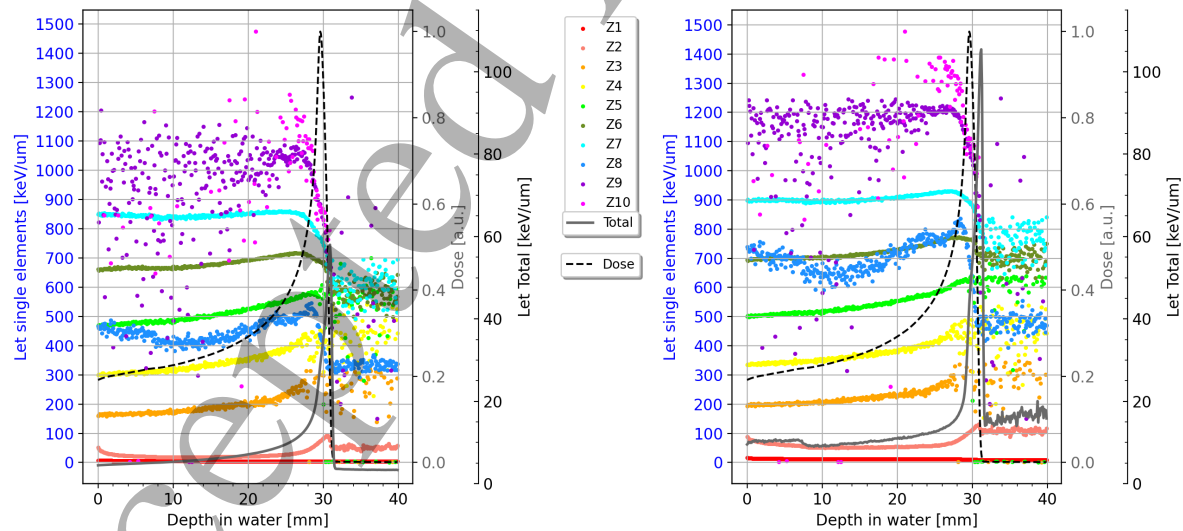 1500
1400
1300
1200
1100
1000
900
800
700
600
500
400
300
200
100
0
Let single elements [keV/um]
0 10 20 30 40
Depth in water [mm]
1.0
0.8
0.6
0.4
0.2
0.0
Dose [a.u.]
100
80
60
40
20
0
Let Total [keV/um]
Z1
Z2
Z3
Z4
Z5
Z6
Z7
Z8
Z9
Z10
Total
Dose
1500
1400
1300
1200
1100
1000
900
800
700
600
500
400
300
200
100
0
Let single elements [keV/um]
0 10 20 30 40
Depth in water [mm]
1.0
0.8
0.6
0.4
0.2
0.0
Dose [a.u.]
100
80
60
40
20
0
Let Total [keV/um]
cepted